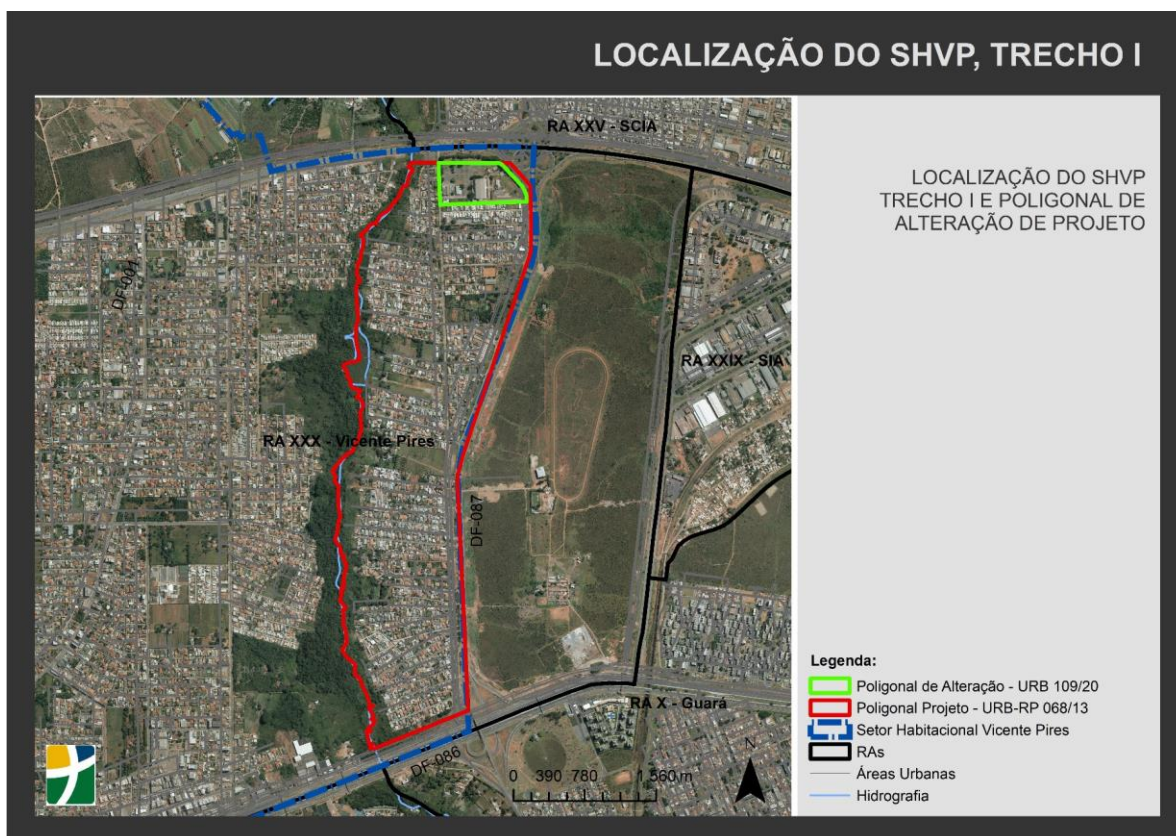 LOCALIZAÇÃO DO SHVP, TRECHO I
LOCALIZAÇÃO DO SHVP
TRECHO I E POLIGONAL DE
ALTERAÇÃO DE PROJETO
RA XXV - SCIA
DF-001
RA XXIX - SIA
RA XXX - Vicente Pires
DF-087
RA X - Guará
DF-086
N
0 390 780 1.560 m
Legenda:
Poligonal de Alteração - URB 109/20
Poligonal Projeto - URB-RP 068/13
Setor Habitacional Vicente Pires
RAs
Áreas Urbanas
Hidrografia